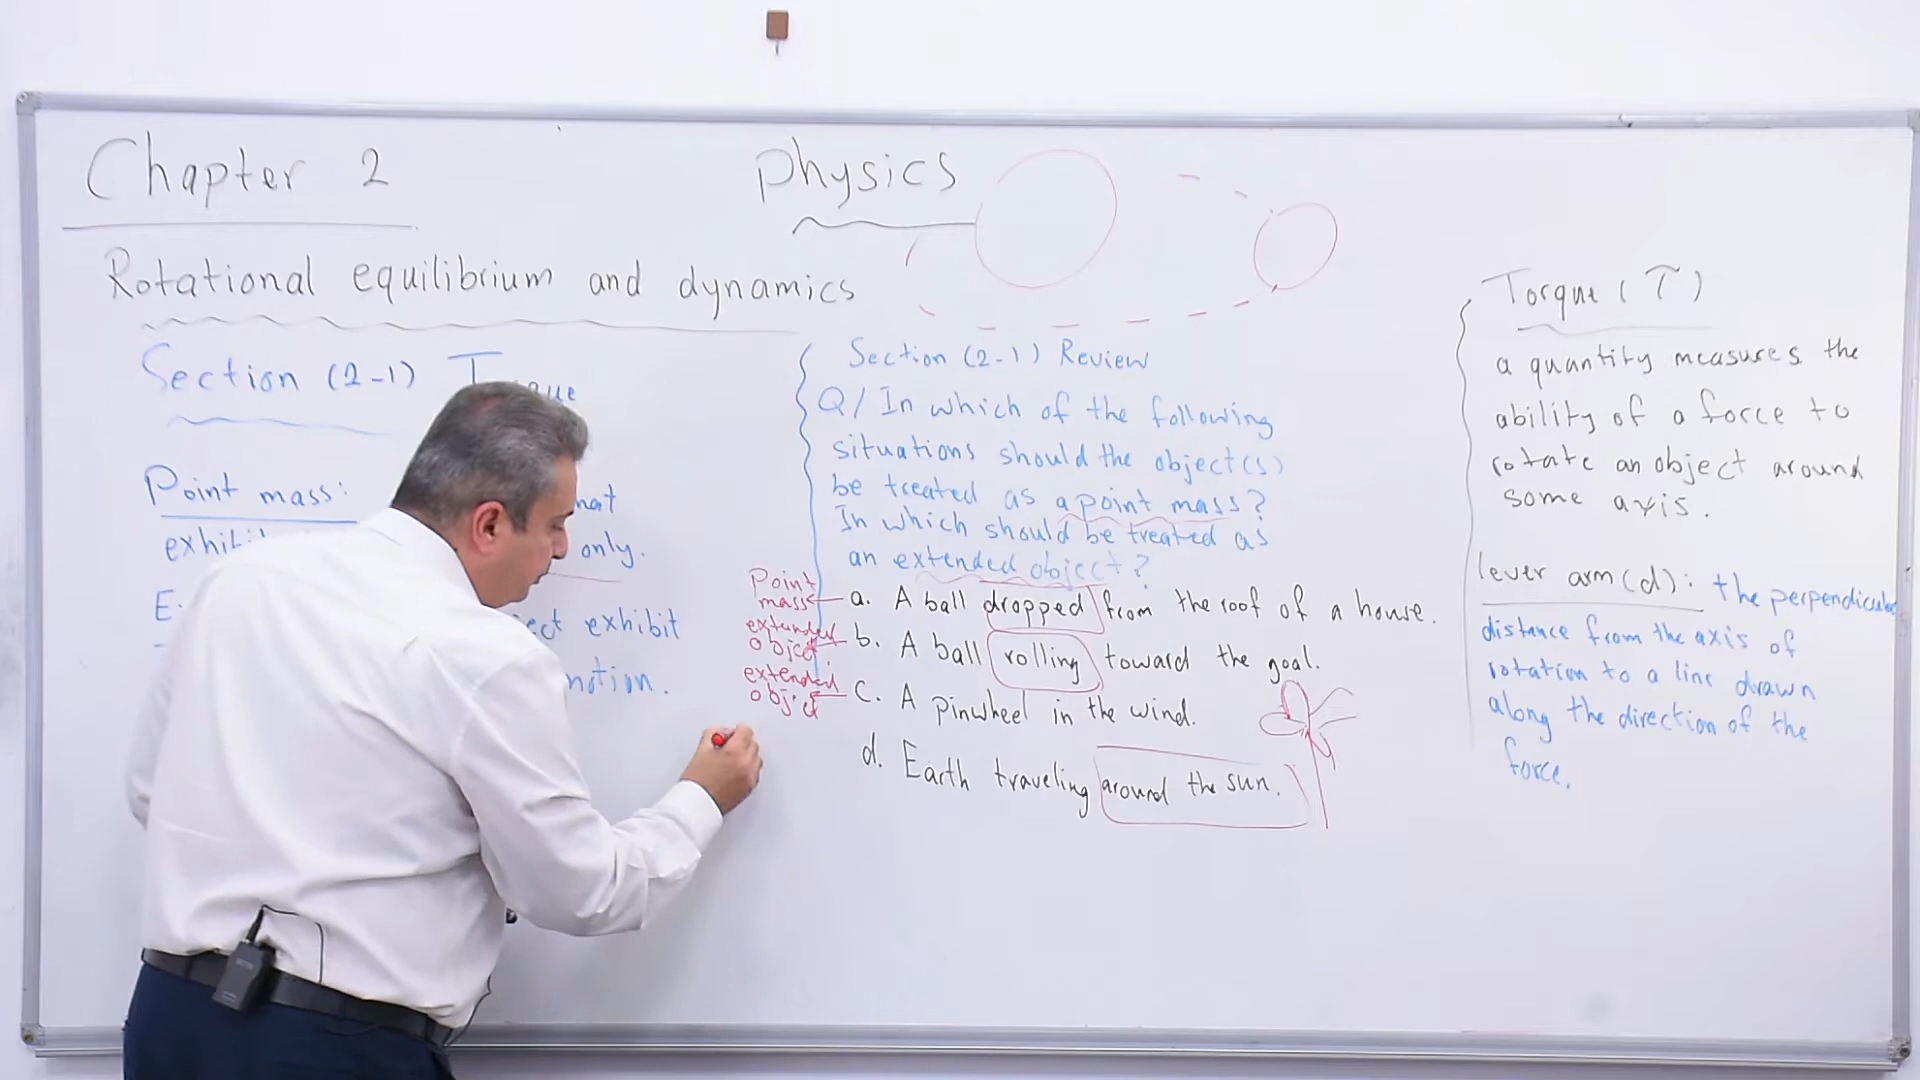 Chapter 2
Physics
Rotational equilibrium and dynamics
Section (2-1) T ue
Point mass: not
exhibi only.
E ect exhibit
motion.
Section (2-1) Review
Q/ In which of the following
situations should the object(s)
be treated as a point mass?
In which should be treated as
an extended object?
Point
mass
a. A ball dropped from the roof of a house.
extended
object
b. A ball rolling toward the goal.
extended
object
c. A pinwheel in the wind.
d. Earth traveling around the sun.
Torque (τ)
a quantity measures the
ability of a force to
rotate an object around
some axis.
lever arm (d): the perpendicular
distance from the axis of
rotation to a line drawn
along the direction of the
force.